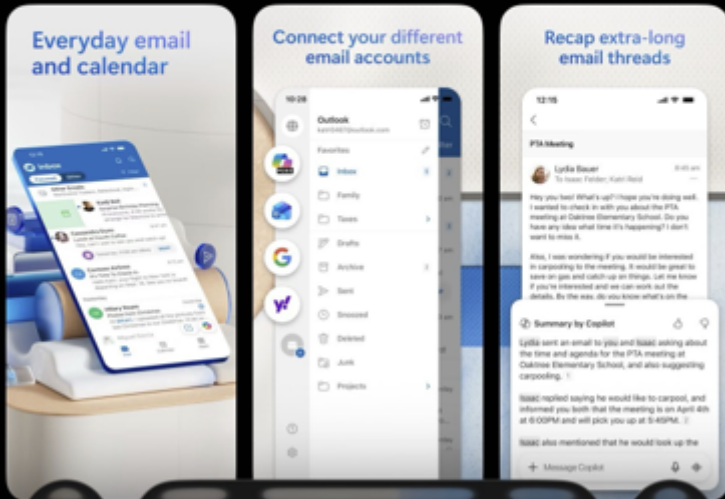 Everyday email
and calendar
Inbox
Connect your different
email accounts
10:28
Outlook
Favorites
Inbox
Family
Taxes
Drafts
Archive
Sent
Snoozed
Deleted
Junk
Projects
Recap extra-long
email threads
12:15
PTA Meeting
Lydia Bauer
To Isaac Fielder, Katri Reid
Hey you two! What's up? I hope you're doing well.
I wanted to check in with you about the PTA
meeting at Oaktree Elementary School. Do you
have any idea what time it's happening? I don't
want to miss it.
Also, I was wondering if you would be interested
in carpooling to the meeting. It would be great to
save on gas and catch up on things. Let me know
if you're interested and we can work out the
details. By the way, do you know what's on the
Summary by Copilot
Lydia sent an email to you and Isaac asking about
the time and agenda for the PTA meeting at
Oaktree Elementary School, and also suggesting
carpooling. 1
Isaac replied saying he would like to carpool, and
informed you both that the meeting is on April 4th
at 6:00PM and will pick you up at 5:45PM. 2
Isaac also mentioned that he would look up the
Message Copilot